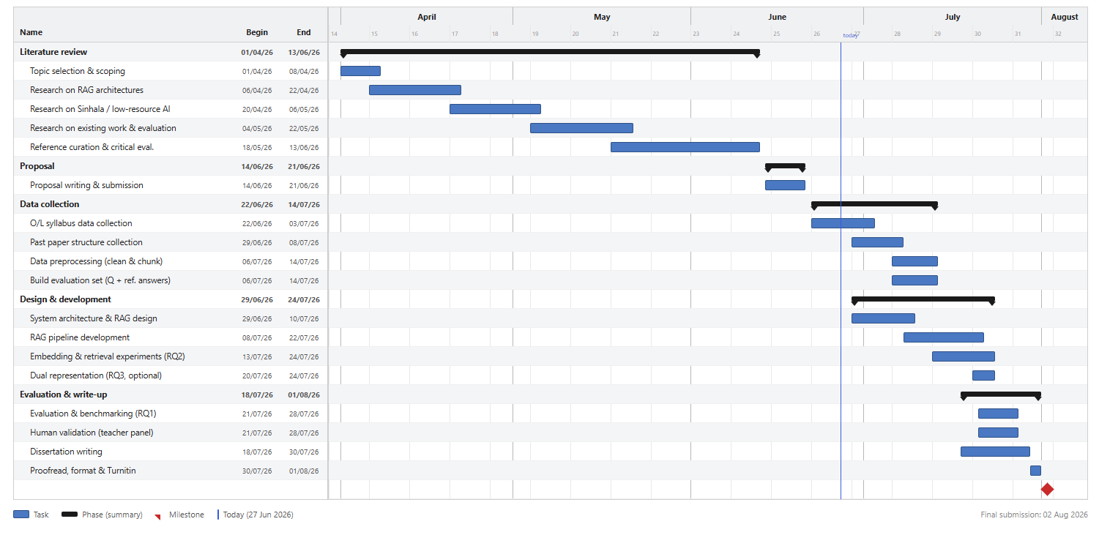 April May June July August
Name Begin End
14 15 16 17 18 19 20 21 22 23 24 25 26 27 28 29 30 31 32
today
Literature review 01/04/26 13/06/26
Topic selection & scoping 01/04/26 08/04/26
Research on RAG architectures 06/04/26 22/04/26
Research on Sinhala / low-resource AI 20/04/26 06/05/26
Research on existing work & evaluation 04/05/26 22/05/26
Reference curation & critical eval. 18/05/26 13/06/26
Proposal 14/06/26 21/06/26
Proposal writing & submission 14/06/26 21/06/26
Data collection 22/06/26 14/07/26
O/L syllabus data collection 22/06/26 03/07/26
Past paper structure collection 29/06/26 08/07/26
Data preprocessing (clean & chunk) 06/07/26 14/07/26
Build evaluation set (Q + ref. answers) 06/07/26 14/07/26
Design & development 29/06/26 24/07/26
System architecture & RAG design 29/06/26 10/07/26
RAG pipeline development 08/07/26 22/07/26
Embedding & retrieval experiments (RQ2) 13/07/26 24/07/26
Dual representation (RQ3, optional) 20/07/26 24/07/26
Evaluation & write-up 18/07/26 01/08/26
Evaluation & benchmarking (RQ1) 21/07/26 28/07/26
Human validation (teacher panel) 21/07/26 28/07/26
Dissertation writing 18/07/26 30/07/26
Proofread, format & Turnitin 30/07/26 01/08/26
Task Phase (summary) Milestone Today (27 Jun 2026) Final submission: 02 Aug 2026